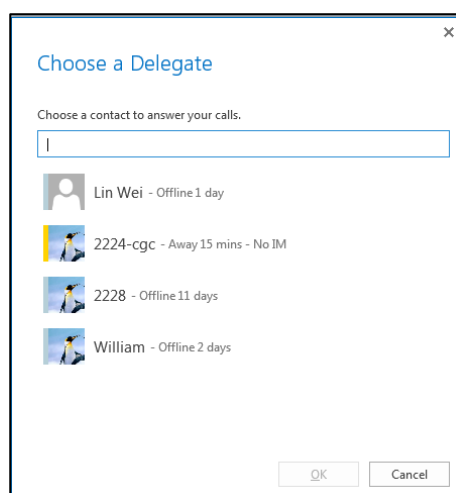 Choose a Delegate
Choose a contact to answer your calls.
Lin Wei - Offline 1 day
2224-cgc - Away 15 mins - No IM
2228 - Offline 11 days
William - Offline 2 days
OK Cancel